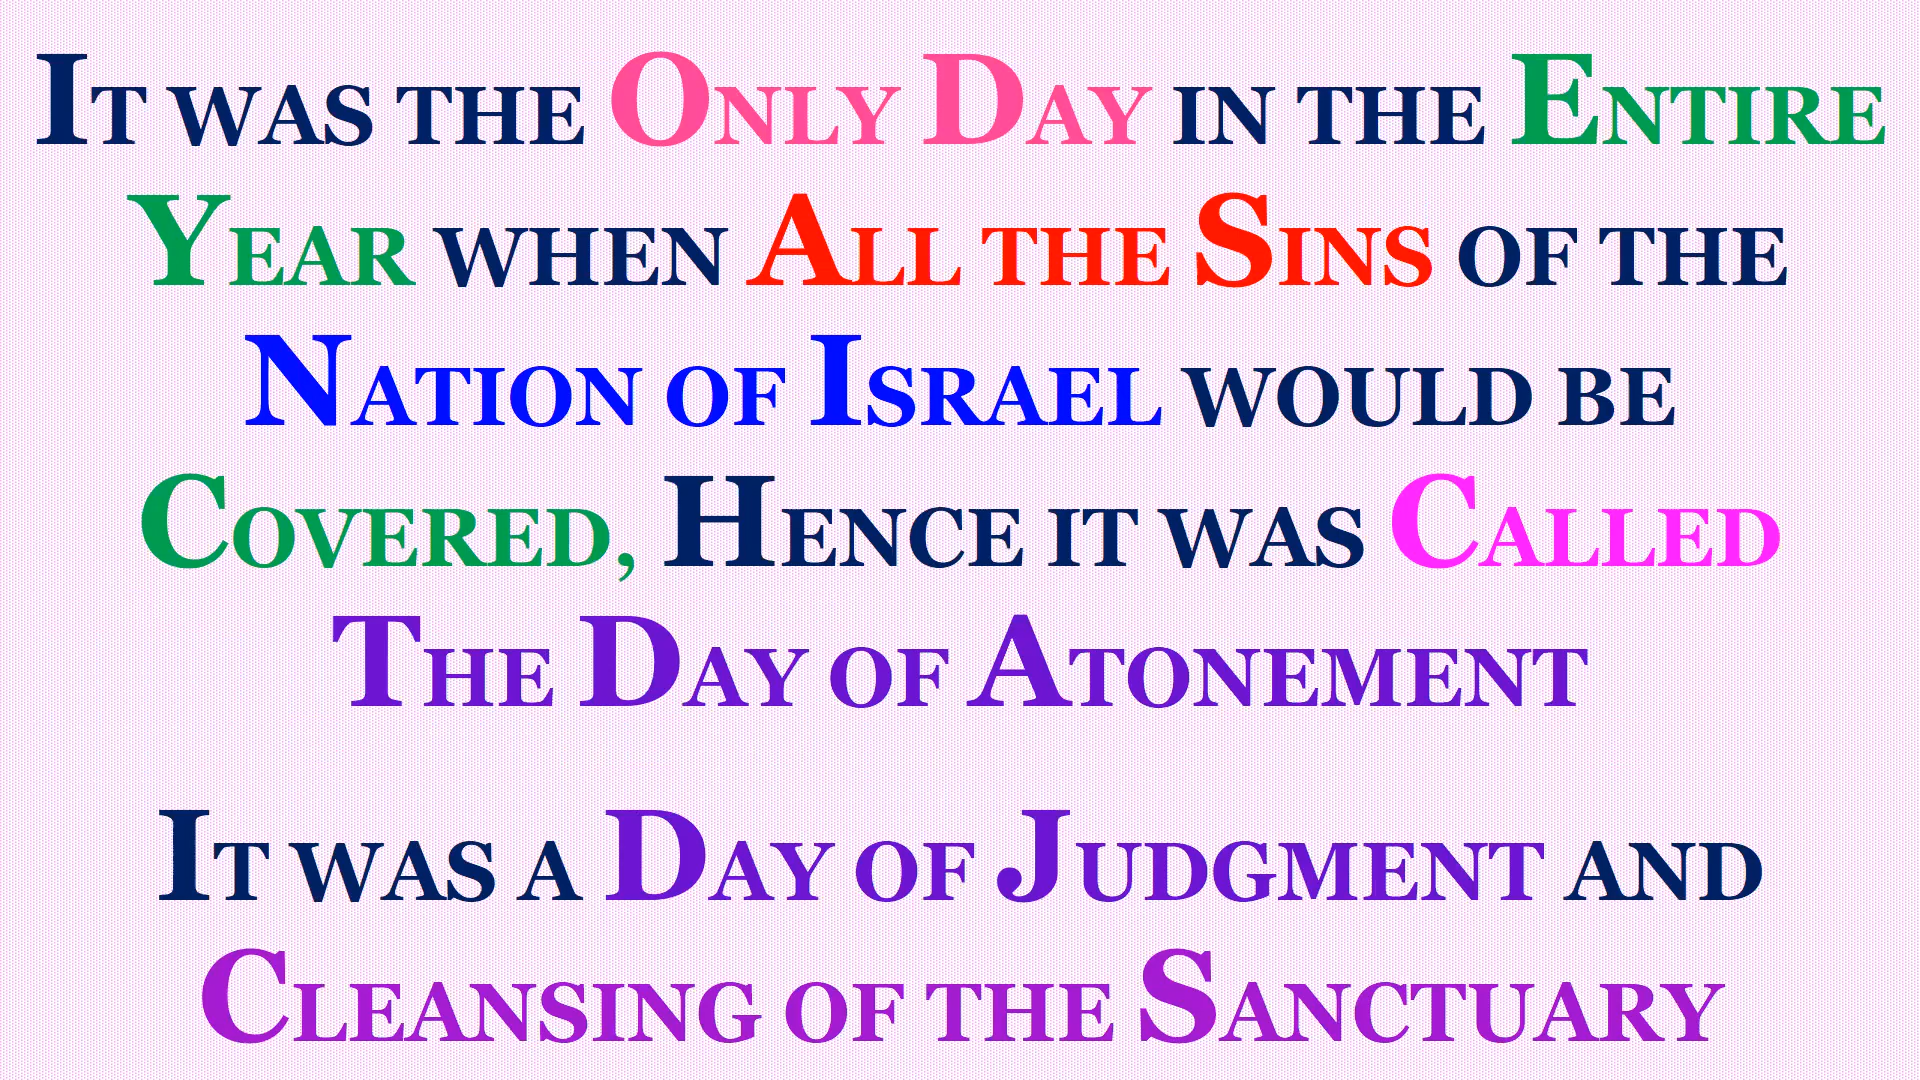 It was the Only Day in the Entire
Year when All the Sins of the
Nation of Israel would be
Covered, Hence it was Called
The Day of Atonement
It was a Day of Judgment and
Cleansing of the Sanctuary